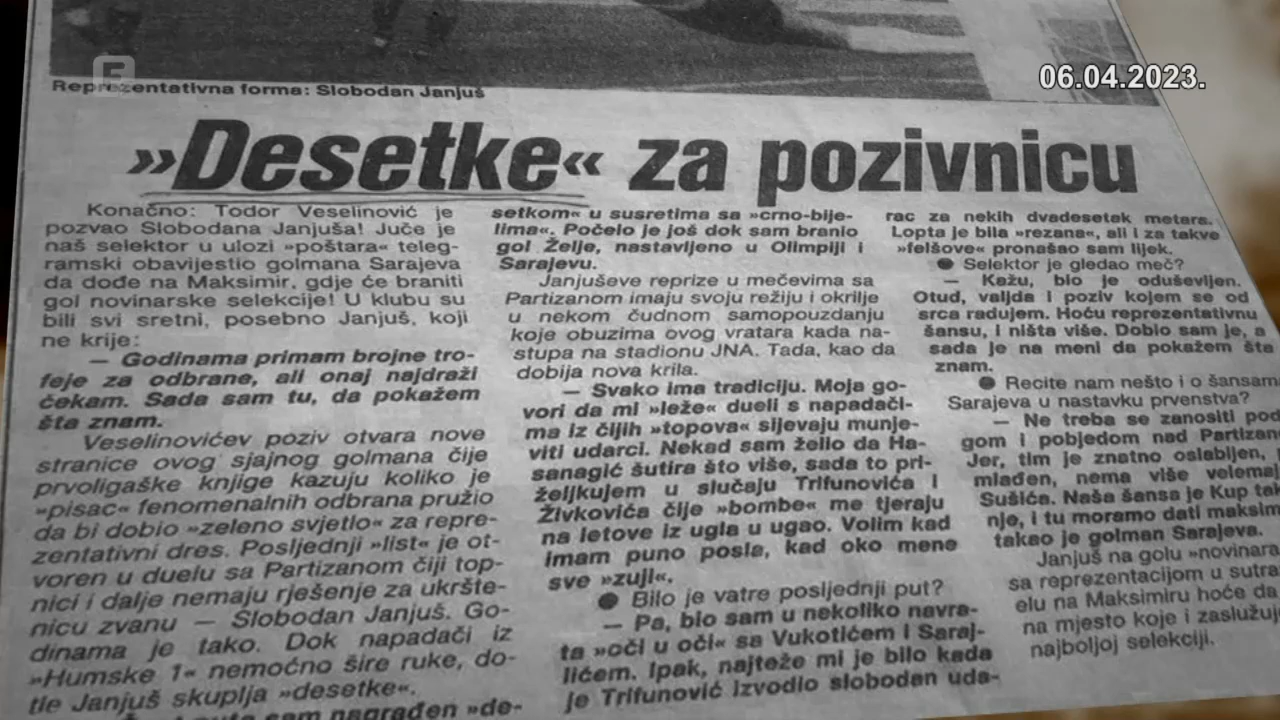 06.04.2023.
Reprezentativna forma: Slobodan Janjuš
»Desetke« za pozivnicu
Konačno: Todor Veselinović je
pozvao Slobodana Janjuša! Juče je
naš selektor u ulozi »poštara« teleg-
ramski obavijestio golmana Sarajeva
da dođe na Maksimir, gdje će braniti
gol novinarske selekcije! U klubu su
bili svi sretni, posebno Janjuš, koji
ne krije:
— Godinama primam brojne tro-
feje za odbrane, ali onaj najdraži
čekam. Sada sam tu, da pokažem
šta znam.
Veselinovićev poziv otvara nove
stranice ovog sjajnog golmana čije
prvoligaške knjige kazuju koliko je
»pisac« fenomenalnih odbrana pružio
da bi dobio »zeleno svjetlo« za repre-
zentativni dres. Posljednji »list« je ot-
voren u duelu sa Partizanom čiji top-
nici i dalje nemaju rješenje za ukršte-
nicu zvanu — Slobodan Janjuš. Go-
dinama je tako. Dok napadači iz
»Humske 1« nemoćno šire ruke, do-
tle Janjuš skuplja »desetke«.
puta sam nagrađen »de-
setkom« u susretima sa »crno-bije-
lima«. Počelo je još dok sam branio
gol Želje, nastavljeno u Olimpiji i
Sarajevu.
Janjuševe reprize u mečevima sa
Partizanom imaju svoju režiju i okrilje
u nekom čudnom samopouzdanju
koje obuzima ovog vratara kada na-
stupa na stadionu JNA. Tada, kao da
dobija nova krila.
— Svako ima tradiciju. Moja go-
vori da mi »leže« dueli s napadači-
ma iz čijih »topova« sijevaju munje-
viti udarci. Nekad sam želio da Ha-
sanagić šutira što više, sada to pri-
željkujem u slučaju Trifunovića i
Živkovića čije »bombe« me tjeraju
na letove iz ugla u ugao. Volim kad
imam puno posla, kad oko mene
sve »zuji«.
● Bilo je vatre posljednji put?
— Pa, bio sam u nekoliko navra-
ta »oči u oči« sa Vukotićem i Saraj-
lićem. Ipak, najteže mi je bilo kada
je Trifunović izvodio slobodan uda-
rac za nekih dvadesetak metara.
Lopta je bila »rezana«, ali i za takve
»felšove« pronašao sam lijek.
● Selektor je gledao meč?
— Kažu, bio je oduševljen.
Otud, valjda i poziv kojem se od
srca radujem. Hoću reprezentativnu
šansu, i ništa više. Dobio sam je, a
sada je na meni da pokažem šta
znam.
● Recite nam nešto i o šansam
Sarajeva u nastavku prvenstva?
— Ne treba se zanositi pod
gom i pobjedom nad Partizan
Jer, tim je znatno oslabljen,
mlađen, nema više velemaj
Sušića. Naša šansa je Kup tak
nje, i tu moramo dati maksim
takao je golman Sarajeva.
Janjuš na golu »novinara
sa reprezentacijom u sutra
elu na Maksimiru hoće da
na mjesto koje i zaslužuj
najboljoj selekciji.